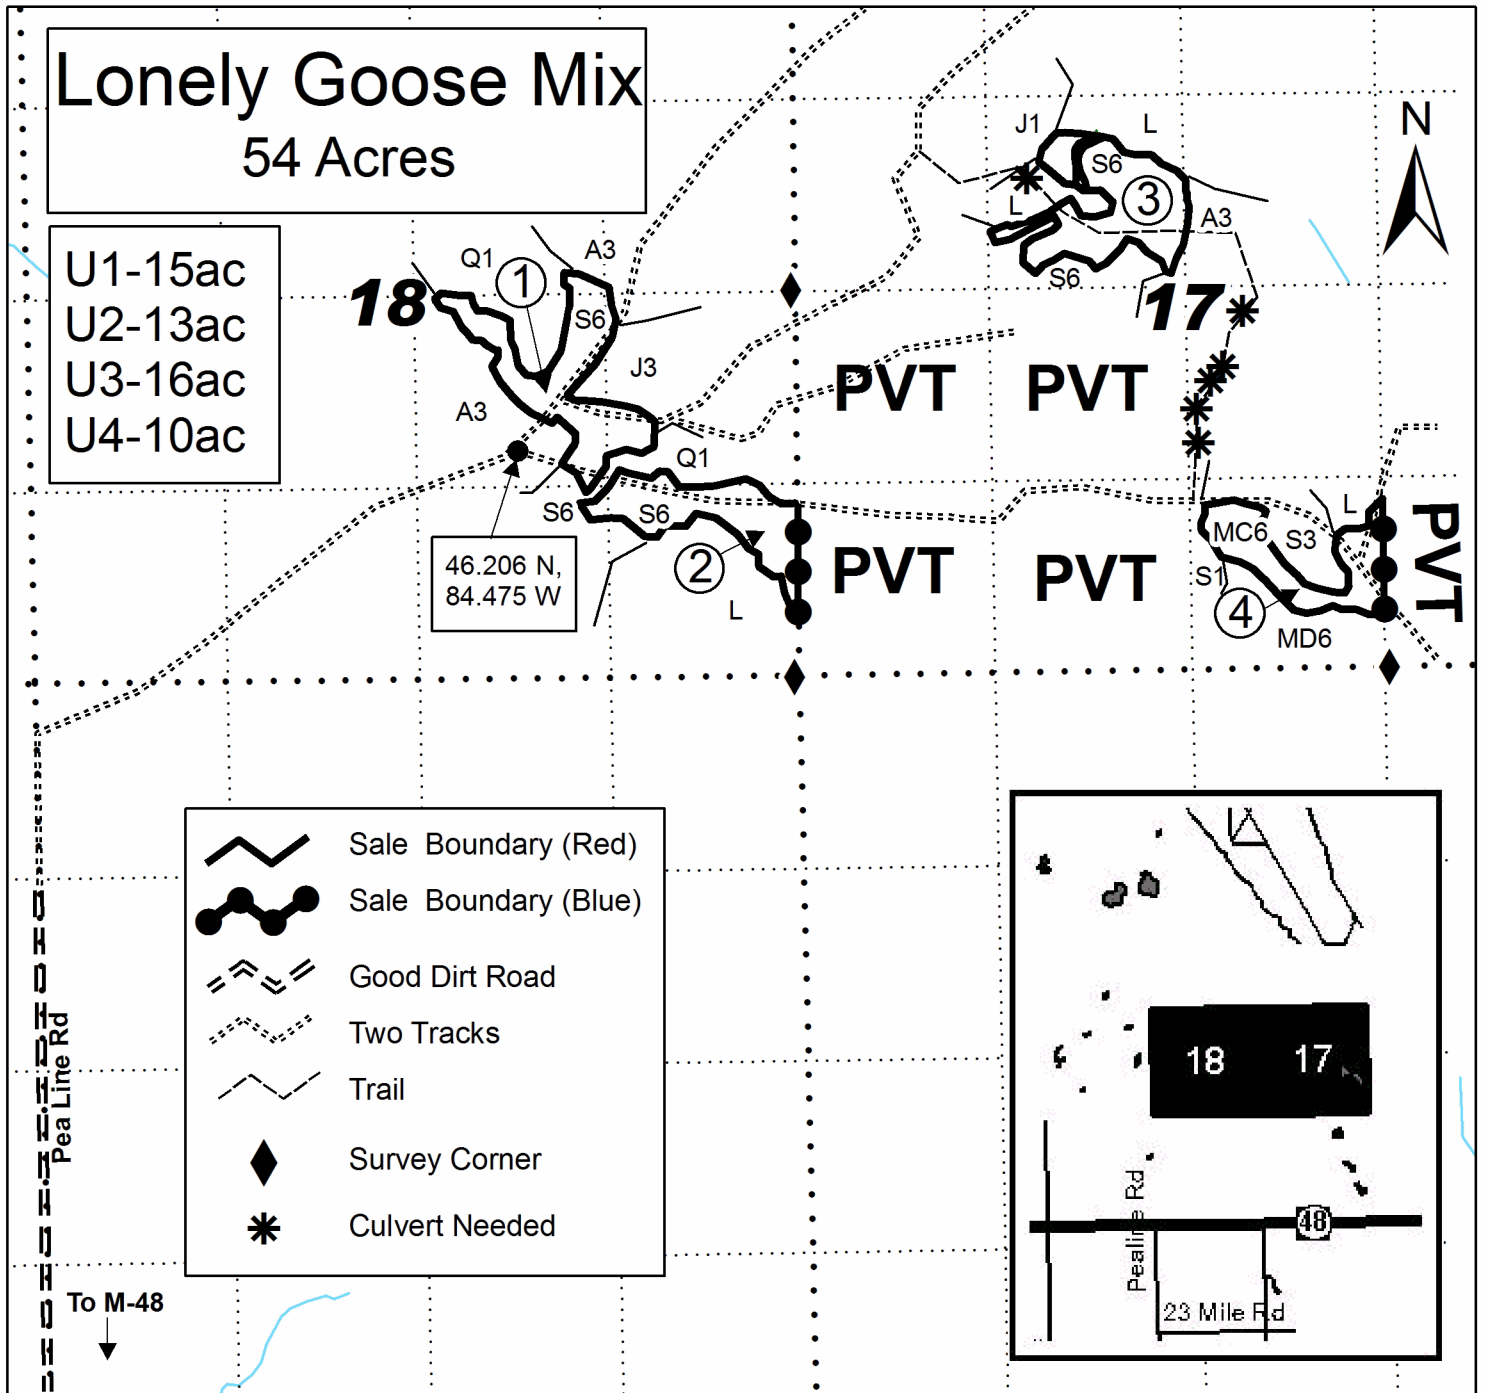 Lonely Goose Mix
54 Acres
N
U1-15ac
U2-13ac
U3-16ac
U4-10ac
J1
L
S6
3
L
A3
S6
17
Q1
1
A3
18
S6
J3
A3
Q1
S6
S6
2
L
46.206 N,
84.475 W
PVT
PVT
PVT
PVT
PVT
L
MC6
S3
S1
4
MD6
Sale Boundary (Red)
Sale Boundary (Blue)
Good Dirt Road
Two Tracks
Trail
Survey Corner
Culvert Needed
Pea Line Rd
To M-48
18
17
48
Pealine Rd
23 Mile Rd